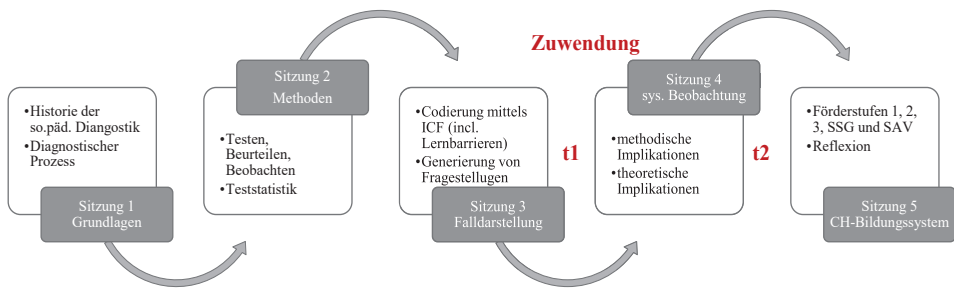 •Historie der
so.päd. Diangostik
•Diagnostischer
Prozess
Sitzung 1
Grundlagen
Sitzung 2
Methoden
•Testen,
Beurteilen,
Beobachten
•Teststatistik
•Codierung mittels
ICF (incl.
Lernbarrieren)
•Generierung von
Fragestellugen
Sitzung 3
Falldarstellung
Zuwendung
t1
Sitzung 4
sys. Beobachtung
•methodische
Implikationen
•theoretische
Implikationen
t2
•Förderstufen 1, 2,
3, SSG und SAV
•Reflexion
Sitzung 5
CH-Bildungssystem